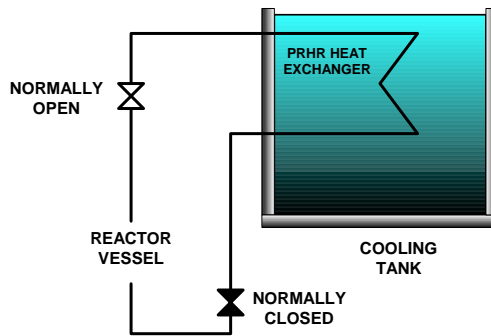 PRHR HEAT
EXCHANGER
NORMALLY
OPEN
REACTOR
VESSEL
COOLING
TANK
NORMALLY
CLOSED